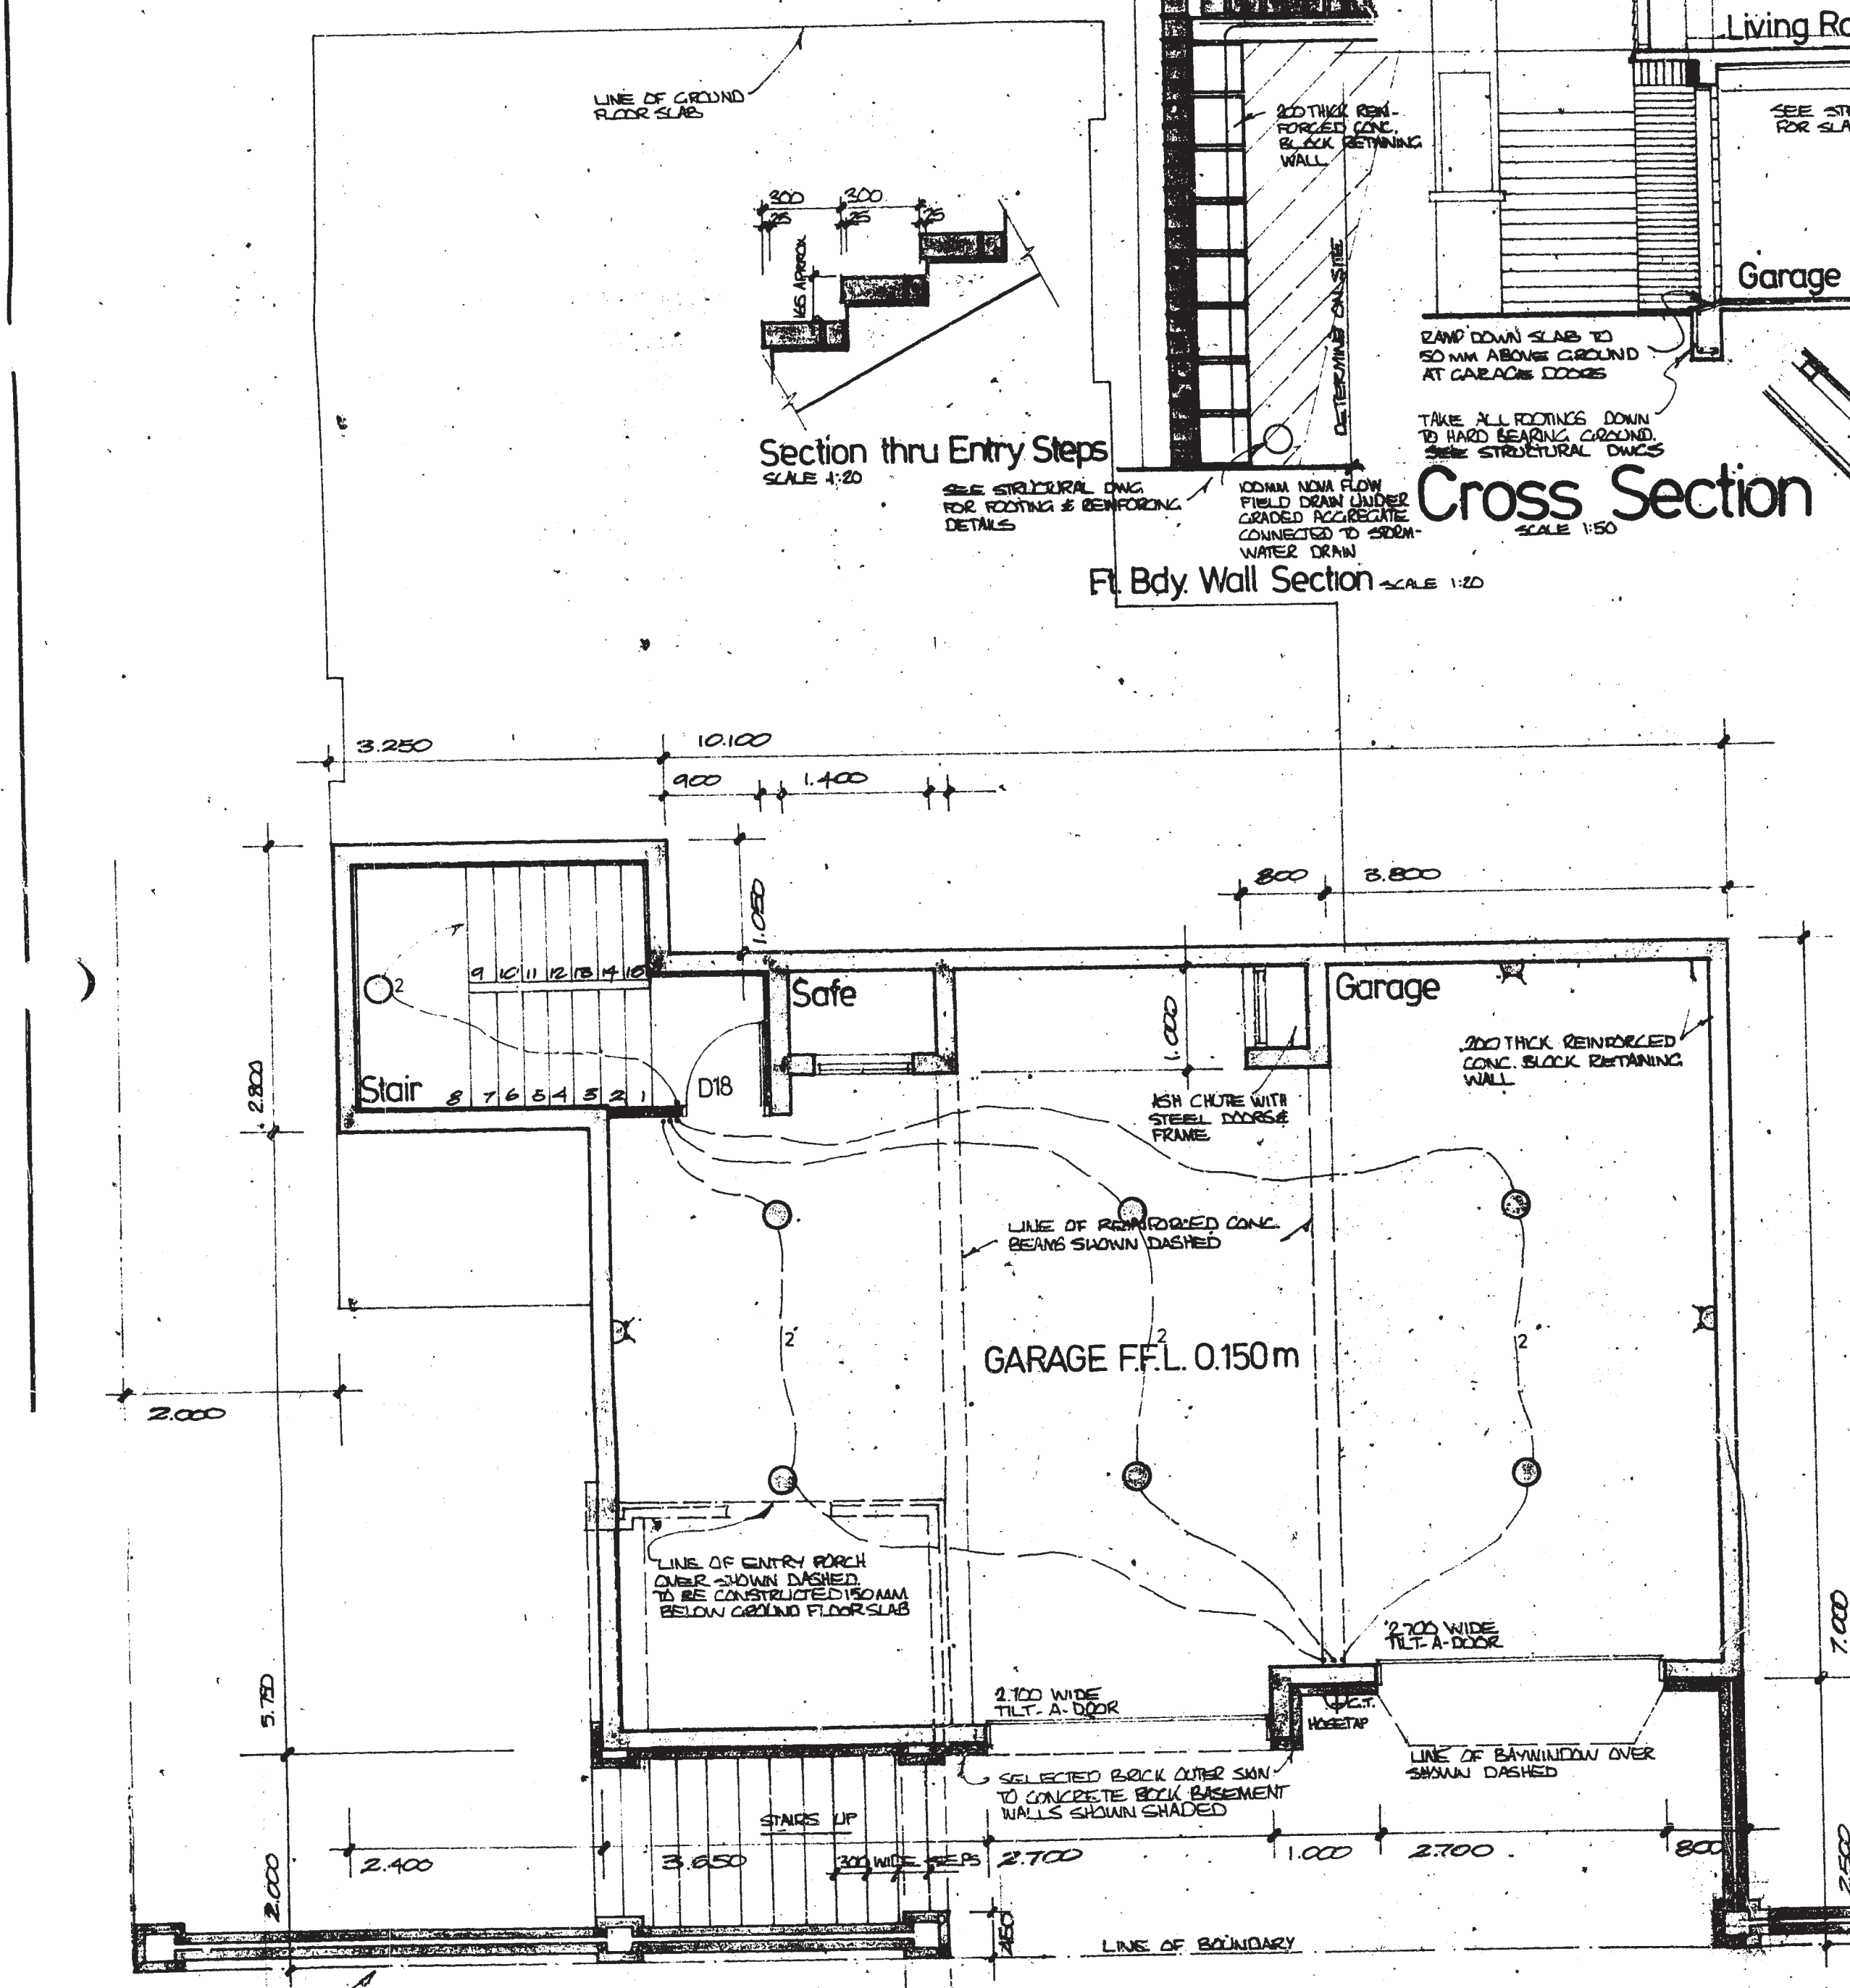 Living Ro
LINE OF GROUND
FLOOR SLAB
200 THICK REIN-
FORCED CONC.
BLOCK RETAINING
WALL
SEE ST
FOR SLA
300 300
25 25 25
165 APPROX
DETERMINE ON SITE
Garage
RAMP DOWN SLAB TO
50 MM ABOVE GROUND
AT GARAGE DOORS
TAKE ALL FOOTINGS DOWN
TO HARD BEARING GROUND.
SEE STRUCTURAL DWGS
Section thru Entry Steps
SCALE 1:20
SEE STRUCTURAL DWG.
FOR FOOTING & REINFORCING
DETAILS
100MM NOVA FLOW
FIELD DRAIN UNDER
GRADED AGGREGATE
CONNECTED TO STORM-
WATER DRAIN
Cross Section
SCALE 1:50
Ft. Bdy. Wall Section SCALE 1:20
3.250 10.100
900 1.400
1.050
800 3.800
9 10 11 12 13 14 15
2
Safe
Garage
1.000
200 THICK REINFORCED
CONC. BLOCK RETANING
WALL
2.800
Stair
8 7 6 5 4 3 2 1
D18
ASH CHUTE WITH
STEEL DOORS &
FRAME
LINE OF REINFORCED CONC.
BEAMS SHOWN DASHED
2 2 2
GARAGE F.F.L. 0.150m
2.000
LINE OF ENTRY PORCH
OVER SHOWN DASHED.
TO BE CONSTRUCTED 150MM
BELOW GROUND FLOOR SLAB
2700 WIDE
TILT-A-DOOR
7.000
5.750
2.700 WIDE
TILT-A-DOOR
C.T.
HOSETAP
LINE OF BAYWINDOW OVER
SHOWN DASHED
SELECTED BRICK OUTER SKIN
TO CONCRETE BOCK BASEMENT
WALLS SHOWN SHADED
STAIRS UP
2.400 3.650 300 WIDE STEPS 2.700 1.000 2.700 800
2.000
2.500
450
LINE OF BOUNDARY